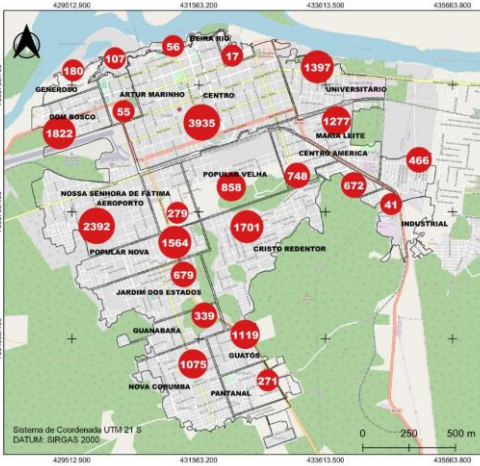 429512.900 431563.200 433613.500 435663.800
BEIRA RIO
56
17
107
180
1397
GENEROSO
UNIVERSITÁRIO
ARTUR MARINHO
CENTRO
55
DOM BOSCO
1822
3935
1277
MARIA LEITE
CENTRO AMERICA
466
POPULAR VELHA
858
748
672
NOSSA SENHORA DE FÁTIMA
AEROPORTO
279
41
INDUSTRIAL
2392
1701
1564
CRISTO REDENTOR
POPULAR NOVA
679
JARDIM DOS ESTADOS
339
GUANABARA
1119
GUATÓS
1075
271
NOVA CORUMBA
PANTANAL
Sistema de Coordenada UTM 21 S
DATUM: SIRGAS 2000
0 250 500 m
429512.900 431563.200 433613.500 435663.800